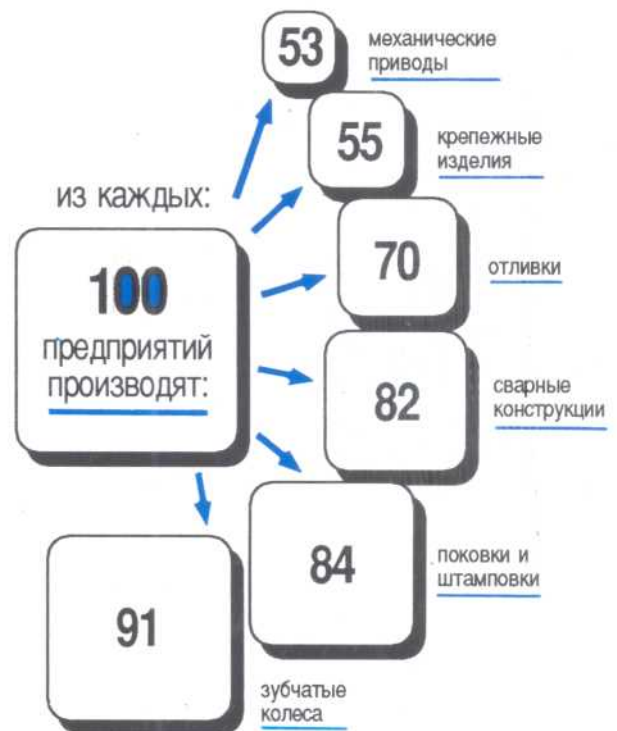 из каждых:
100
предприятий
производят:
53
механические
приводы
55
крепежные
изделия
70
отливки
82
сварные
конструкции
84
поковки и
штамповки
91
зубчатые
колеса